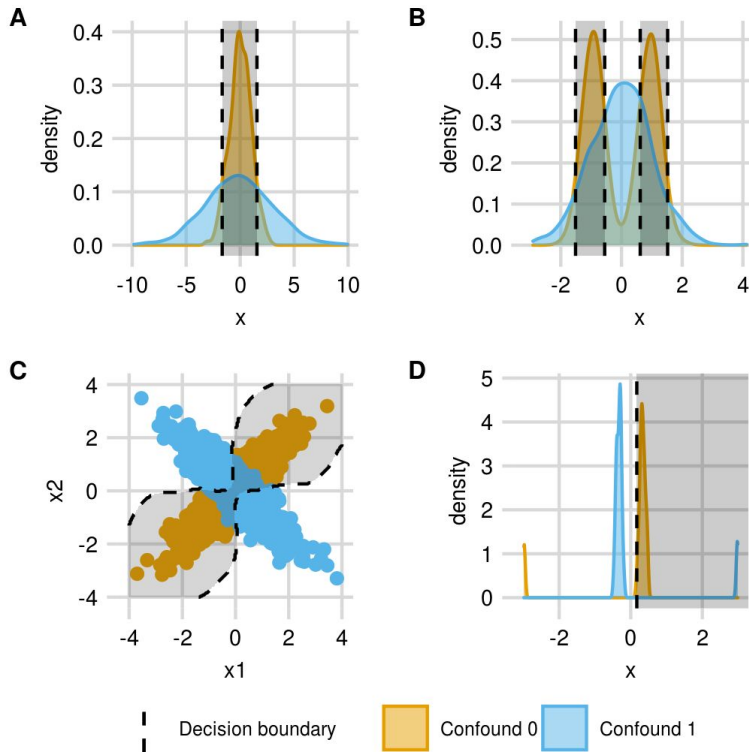 A
0.4
0.3
0.2
0.1
0.0
density
-10 -5 0 5 10
x
B
0.5
0.4
0.3
0.2
0.1
0.0
density
-2 0 2 4
x
C
4
2
0
-2
-4
x2
-4 -2 0 2 4
x1
D
5
4
3
2
1
0
density
-2 0 2
x
Decision boundary Confound 0 Confound 1